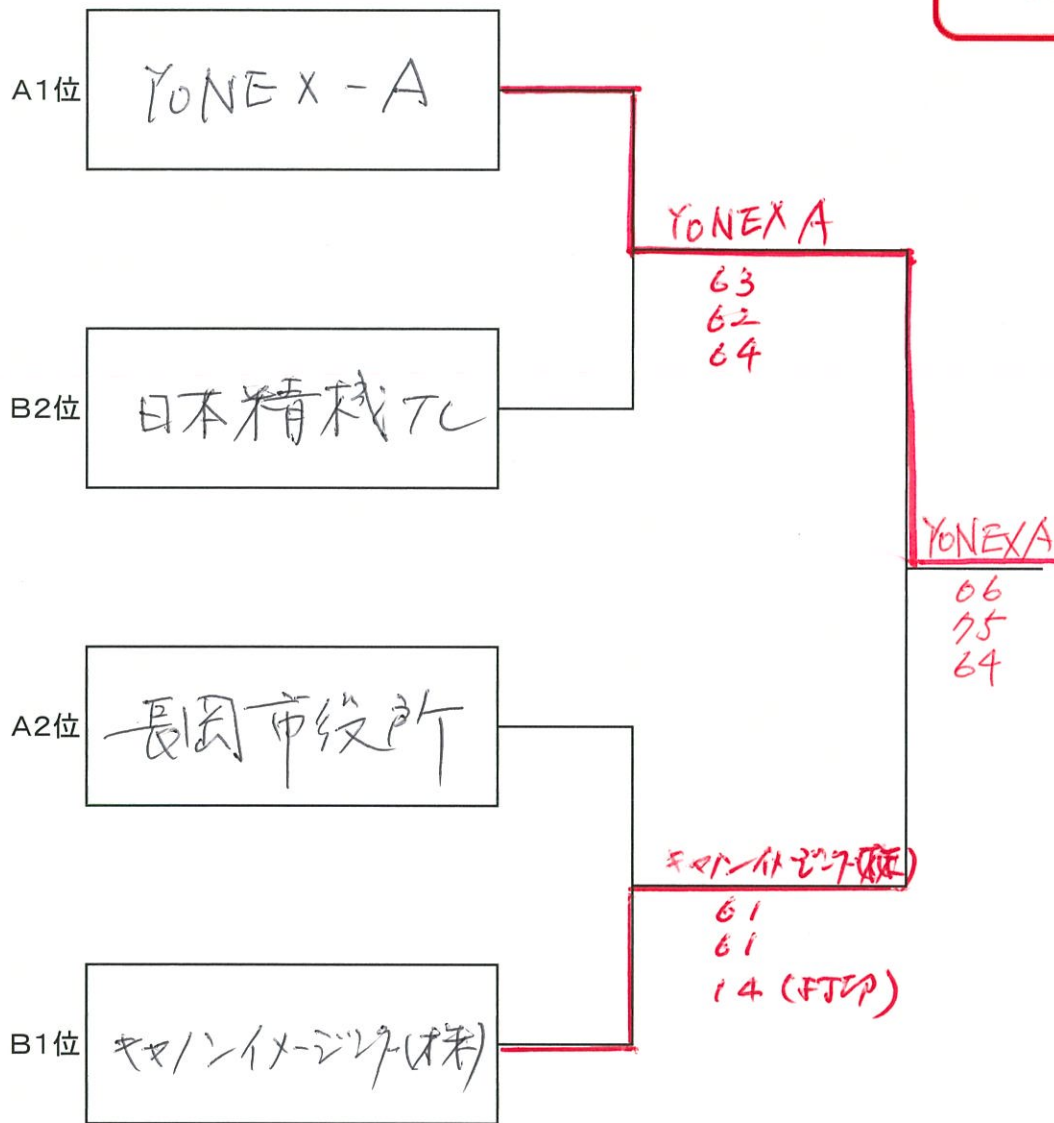 A1位
YONEX - A
YONEX A
63
62
64
B2位
日本精機TC
YONEX A
06
75
64
A2位
長岡市役所
キヤノンイメージング(株)
61
61
14 (打切)
B1位
キヤノンイメージング(株)